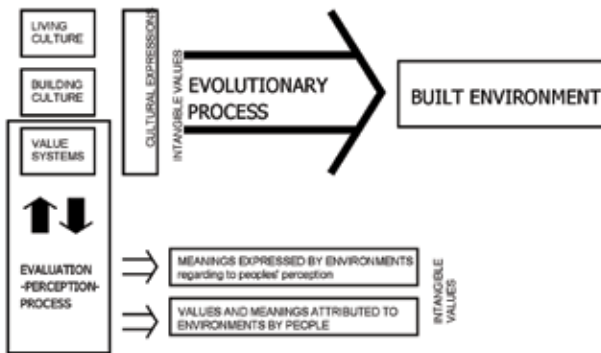 LIVING
CULTURE
BUILDING
CULTURE
VALUE
SYSTEMS
CULTURAL EXPRESSIONS
INTANGIBLE VALUES
EVOLUTIONARY
PROCESS
BUILT ENVIRONMENT
EVALUATION
-PERCEPTION-
PROCESS
MEANINGS EXPRESSED BY ENVIRONMENTS
regarding to peoples' perception
VALUES AND MEANINGS ATTRIBUTED TO
ENVIRONMENTS BY PEOPLE
INTANGIBLE
VALUES